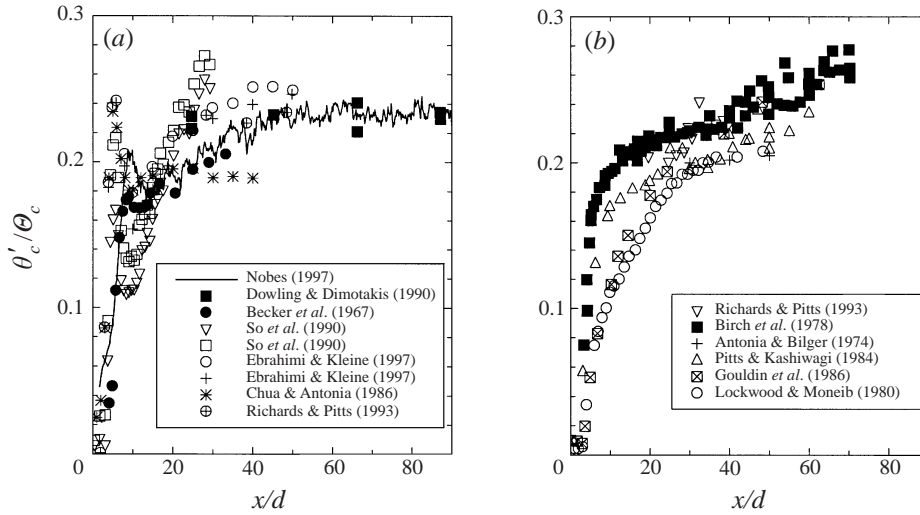 (a)
0.3
0.2
0.1
0
20
40
60
80
θ′c/Θc
x/d
Nobes (1997)
Dowling & Dimotakis (1990)
Becker et al. (1967)
So et al. (1990)
So et al. (1990)
Ebrahimi & Kleine (1997)
Ebrahimi & Kleine (1997)
Chua & Antonia (1986)
Richards & Pitts (1993)
(b)
0.3
0.2
0.1
0
20
40
60
80
x/d
Richards & Pitts (1993)
Birch et al. (1978)
Antonia & Bilger (1974)
Pitts & Kashiwagi (1984)
Gouldin et al. (1986)
Lockwood & Moneib (1980)